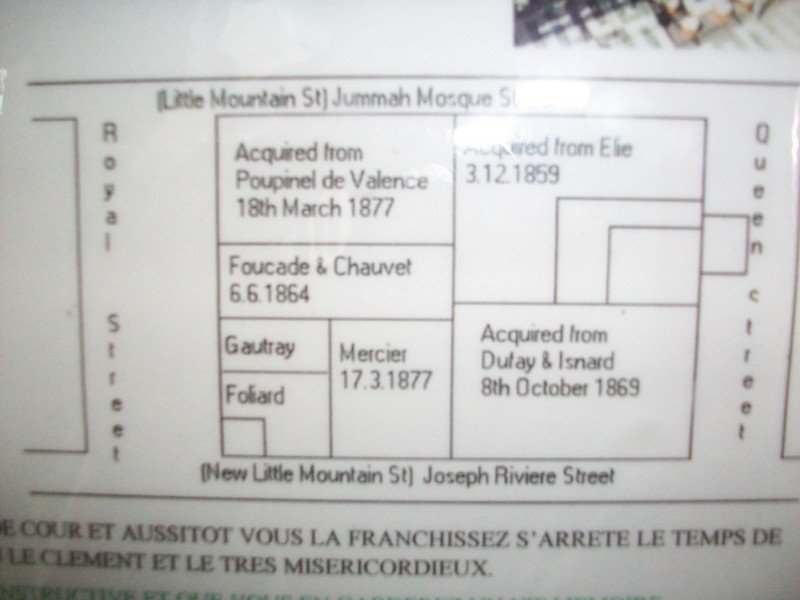 (Little Mountain St) Jummah Mosque
Royal Street
Acquired from
Poupinel de Valence
18th March 1877
Acquired from Elie
3.12.1859
Queen ctreet
Foucade & Chauvet
6.6.1864
Gautray
Foliard
Mercier
17.3.1877
Acquired from
Dufay & Isnard
8th October 1869
(New Little Mountain St) Joseph Riviere Street
DE COUR ET AUSSITOT VOUS LA FRANCHISSEZ S'ARRETE LE TEMPS DE
LE CLEMENT ET LE TRES MISERICORDIEUX.